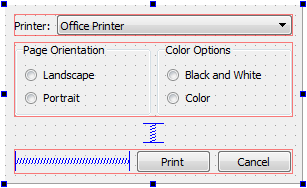 Printer: Office Printer
Page Orientation Color Options
Landscape Black and White
Portrait Color
Print Cancel